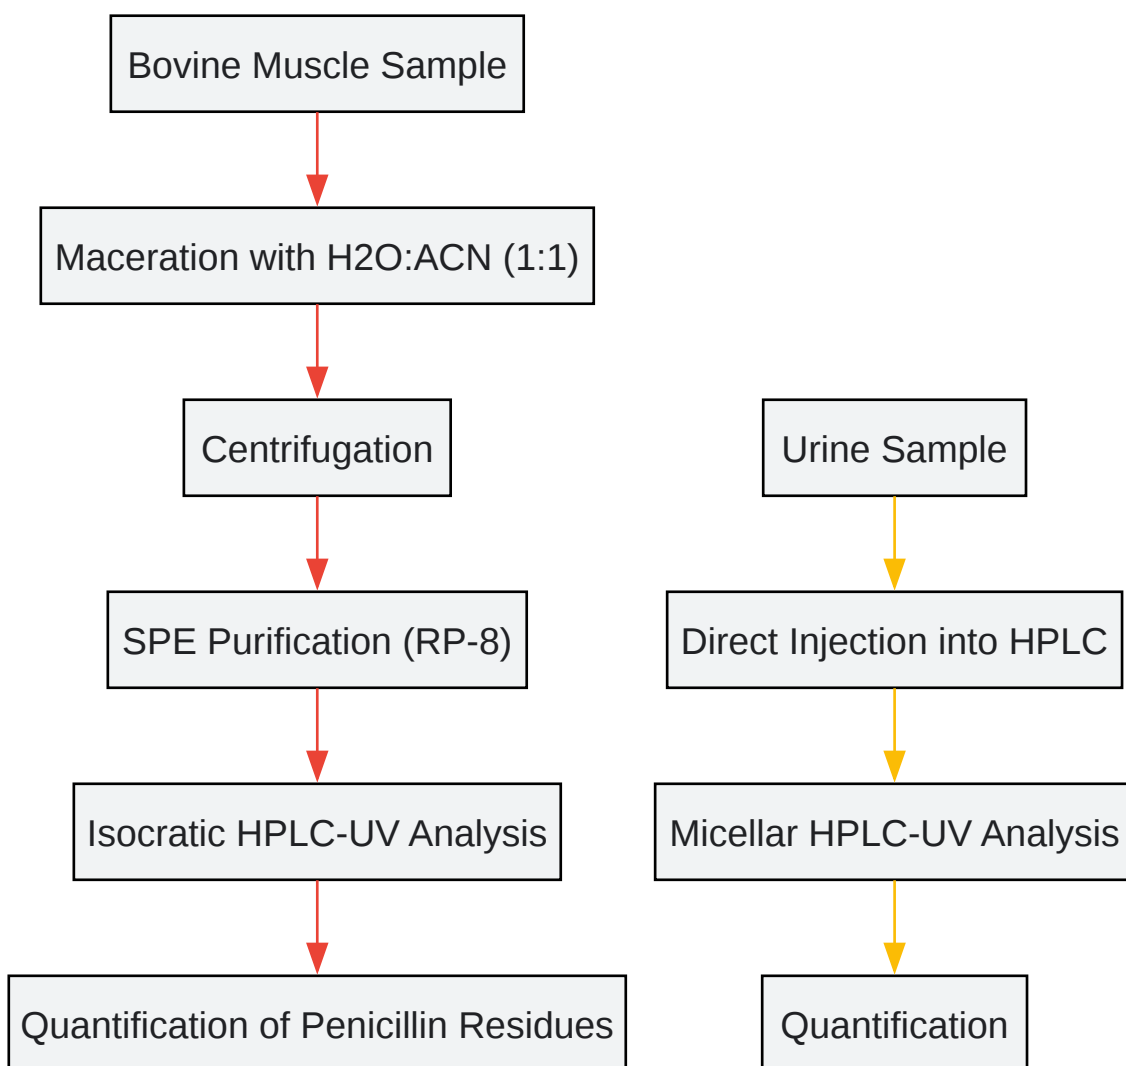 Bovine Muscle Sample
Maceration with H2O:ACN (1:1)
Centrifugation
SPE Purification (RP-8)
Isocratic HPLC-UV Analysis
Quantification of Penicillin Residues
Urine Sample
Direct Injection into HPLC
Micellar HPLC-UV Analysis
Quantification